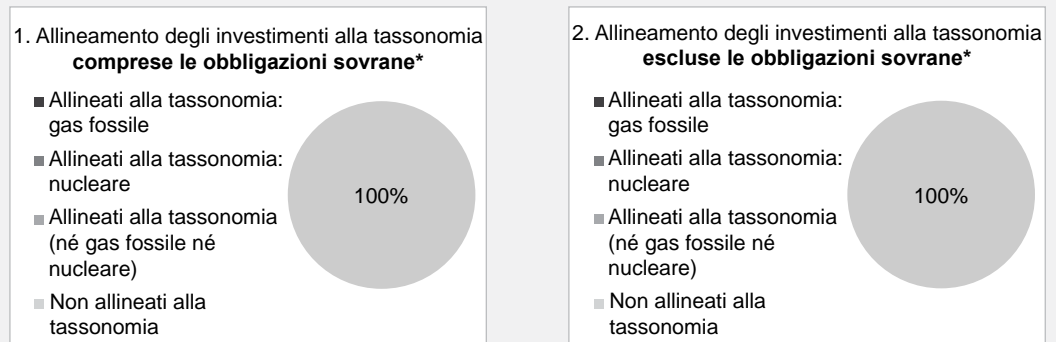 1. Allineamento degli investimenti alla tassonomia
comprese le obbligazioni sovrane*
Allineati alla tassonomia:
gas fossile
Allineati alla tassonomia:
nucleare
Allineati alla tassonomia
(né gas fossile né
nucleare)
Non allineati alla
tassonomia
100%
2. Allineamento degli investimenti alla tassonomia
escluse le obbligazioni sovrane*
Allineati alla tassonomia:
gas fossile
Allineati alla tassonomia:
nucleare
Allineati alla tassonomia
(né gas fossile né
nucleare)
Non allineati alla
tassonomia
100%